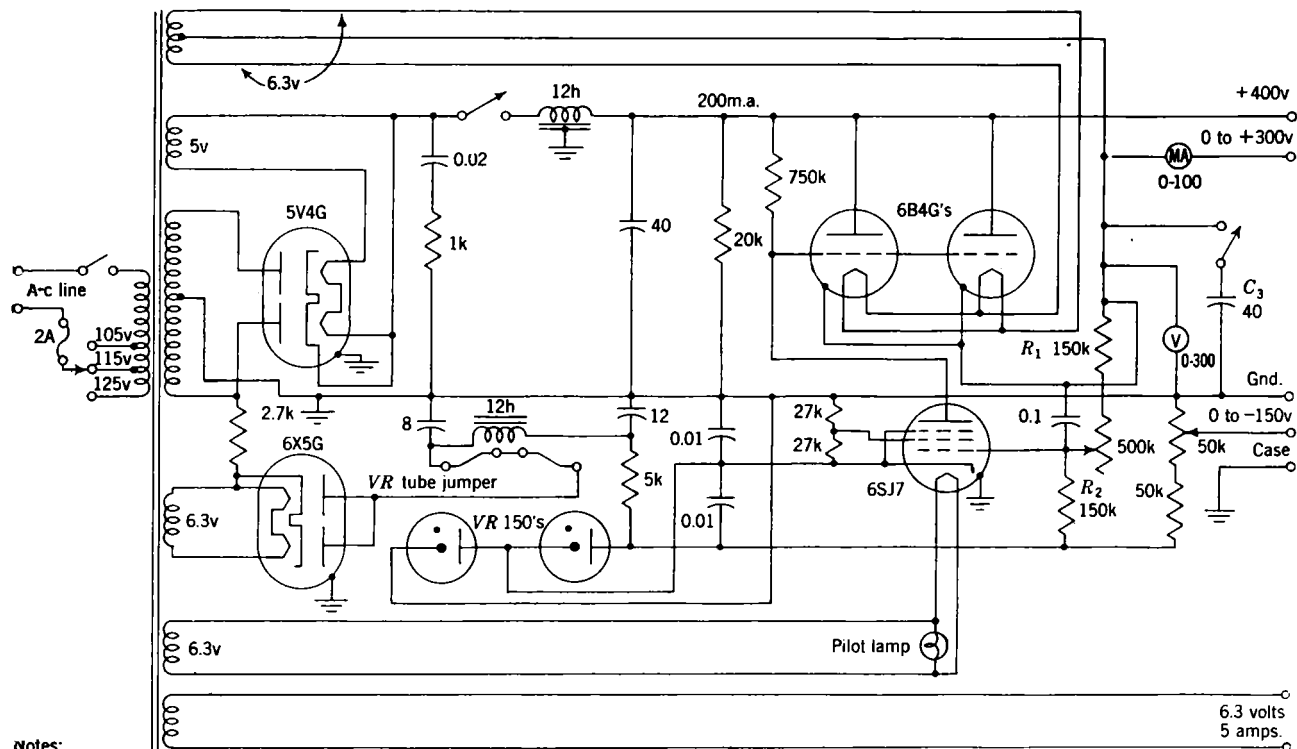 6.3v
12h
200m.a.
+400v
5v
0.02
0 to +300v
MA
0-100
750k
5V4G
6B4G's
1k
40
20k
A-c line
C3
40
2A
105v
115v
125v
R1 150k
V
0-300
Gnd.
2.7k
8
12h
12
0.01
27k
27k
0.1
500k
50k
0 to -150v
Case
6X5G
VR tube jumper
5k
0.01
6SJ7
R2
150k
50k
6.3v
VR 150's
6.3v
Pilot lamp
6.3 volts
5 amps.
Notes: